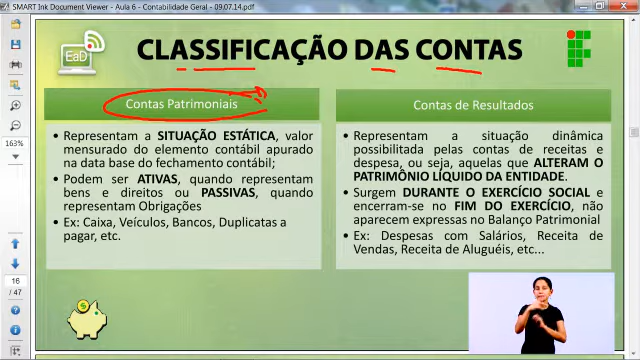 SMART Ink Document Viewer - Aula 6 - Contabilidade Geral - 09.07.14.pdf
EaD
CLASSIFICAÇÃO DAS CONTAS
Contas Patrimoniais
• Representam a SITUAÇÃO ESTÁTICA, valor
mensurado do elemento contábil apurado
na data base do fechamento contábil;
• Podem ser ATIVAS, quando representam
bens e direitos ou PASSIVAS, quando
representam Obrigações
• Ex: Caixa, Veículos, Bancos, Duplicatas a
pagar, etc.
Contas de Resultados
• Representam a situação dinâmica
possibilitada pelas contas de receitas e
despesa, ou seja, aquelas que ALTERAM O
PATRIMÔNIO LÍQUIDO DA ENTIDADE.
• Surgem DURANTE O EXERCÍCIO SOCIAL e
encerram-se no FIM DO EXERCÍCIO, não
aparecem expressas no Balanço Patrimonial
• Ex: Despesas com Salários, Receita de
Vendas, Receita de Aluguéis, etc...
163%
16
/ 47